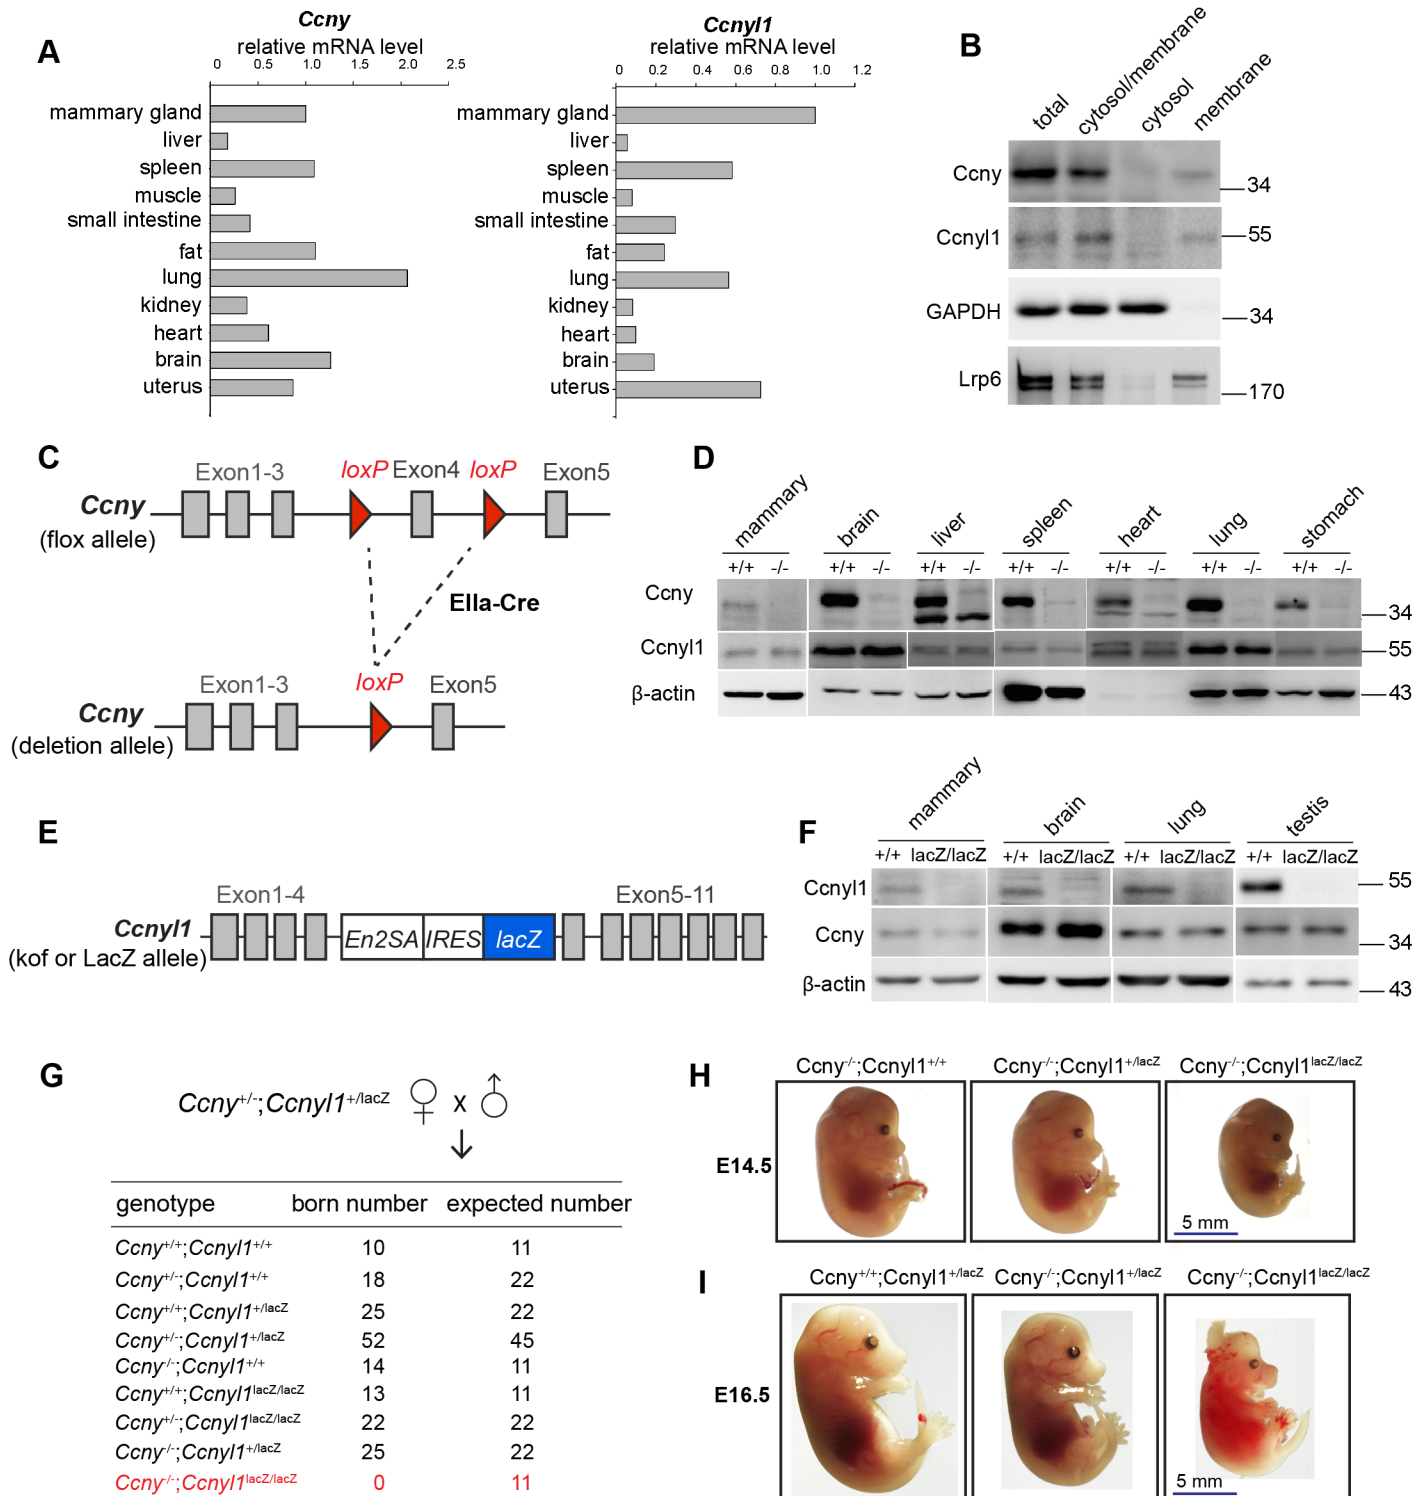 A
Ccny
relative mRNA level
0 0.5 1.0 1.5 2.0 2.5
mammary gland
liver
spleen
muscle
small intestine
fat
lung
kidney
heart
brain
uterus
Ccnyl1
relative mRNA level
0 0.2 0.4 0.6 0.8 1.0 1.2
mammary gland
liver
spleen
muscle
small intestine
fat
lung
kidney
heart
brain
uterus
B
total cytosol/membrane cytosol membrane
Ccny 34
Ccnyl1 55
GAPDH 34
Lrp6 170
C
Exon1-3 loxP Exon4 loxP Exon5
Ccny
(flox allele)
EIIa-Cre
Exon1-3 loxP Exon5
Ccny
(deletion allele)
D
mammary brain liver spleen heart lung stomach
+/+ -/- +/+ -/- +/+ -/- +/+ -/- +/+ -/- +/+ -/- +/+ -/-
Ccny 34
Ccnyl1 55
β-actin 43
E
Exon1-4 Exon5-11
Ccnyl1 En2SA IRES lacZ
(kof or LacZ allele)
F
mammary brain lung testis
+/+ lacZ/lacZ +/+ lacZ/lacZ +/+ lacZ/lacZ +/+ lacZ/lacZ
Ccnyl1 55
Ccny 34
β-actin 43
G
Ccny+/-;Ccnyl1+/lacZ ♀ x ♂
genotype born number expected number
Ccny+/+;Ccnyl1+/+ 10 11
Ccny+/-;Ccnyl1+/+ 18 22
Ccny+/+;Ccnyl1+/lacZ 25 22
Ccny+/-;Ccnyl1+/lacZ 52 45
Ccny-/-;Ccnyl1+/+ 14 11
Ccny+/+;Ccnyl1lacZ/lacZ 13 11
Ccny+/-;Ccnyl1lacZ/lacZ 22 22
Ccny-/-;Ccnyl1+/lacZ 25 22
Ccny-/-;Ccnyl1lacZ/lacZ 0 11
H
Ccny-/-;Ccnyl1+/+ Ccny-/-;Ccnyl1+/lacZ Ccny-/-;Ccnyl1lacZ/lacZ
E14.5
5 mm
I
Ccny+/+;Ccnyl1+/lacZ Ccny-/-;Ccnyl1+/lacZ Ccny-/-;Ccnyl1lacZ/lacZ
E16.5
5 mm